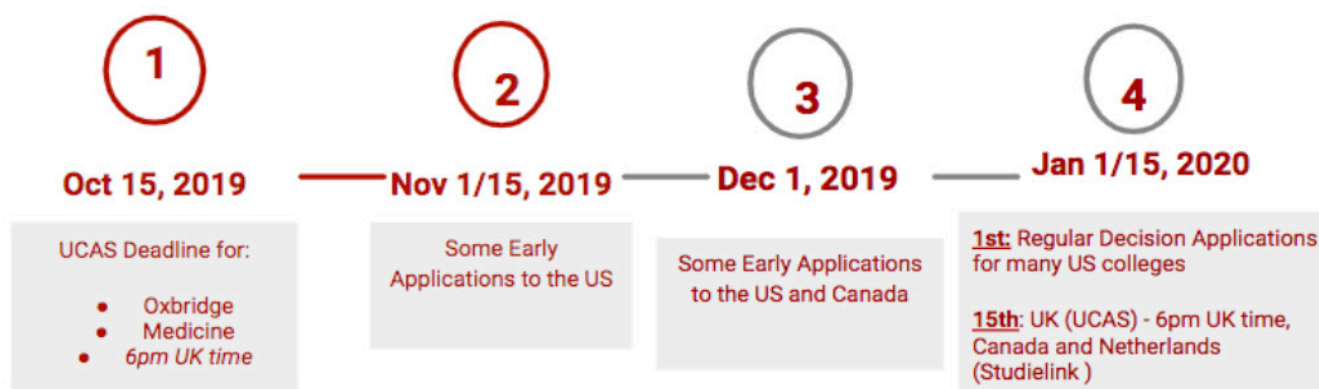 1
2
3
4
Oct 15, 2019
Nov 1/15, 2019
Dec 1, 2019
Jan 1/15, 2020
UCAS Deadline for:
● Oxbridge
● Medicine
● 6pm UK time
Some Early
Applications to the US
Some Early Applications
to the US and Canada
1st: Regular Decision Applications
for many US colleges
15th: UK (UCAS) - 6pm UK time,
Canada and Netherlands
(Studielink )